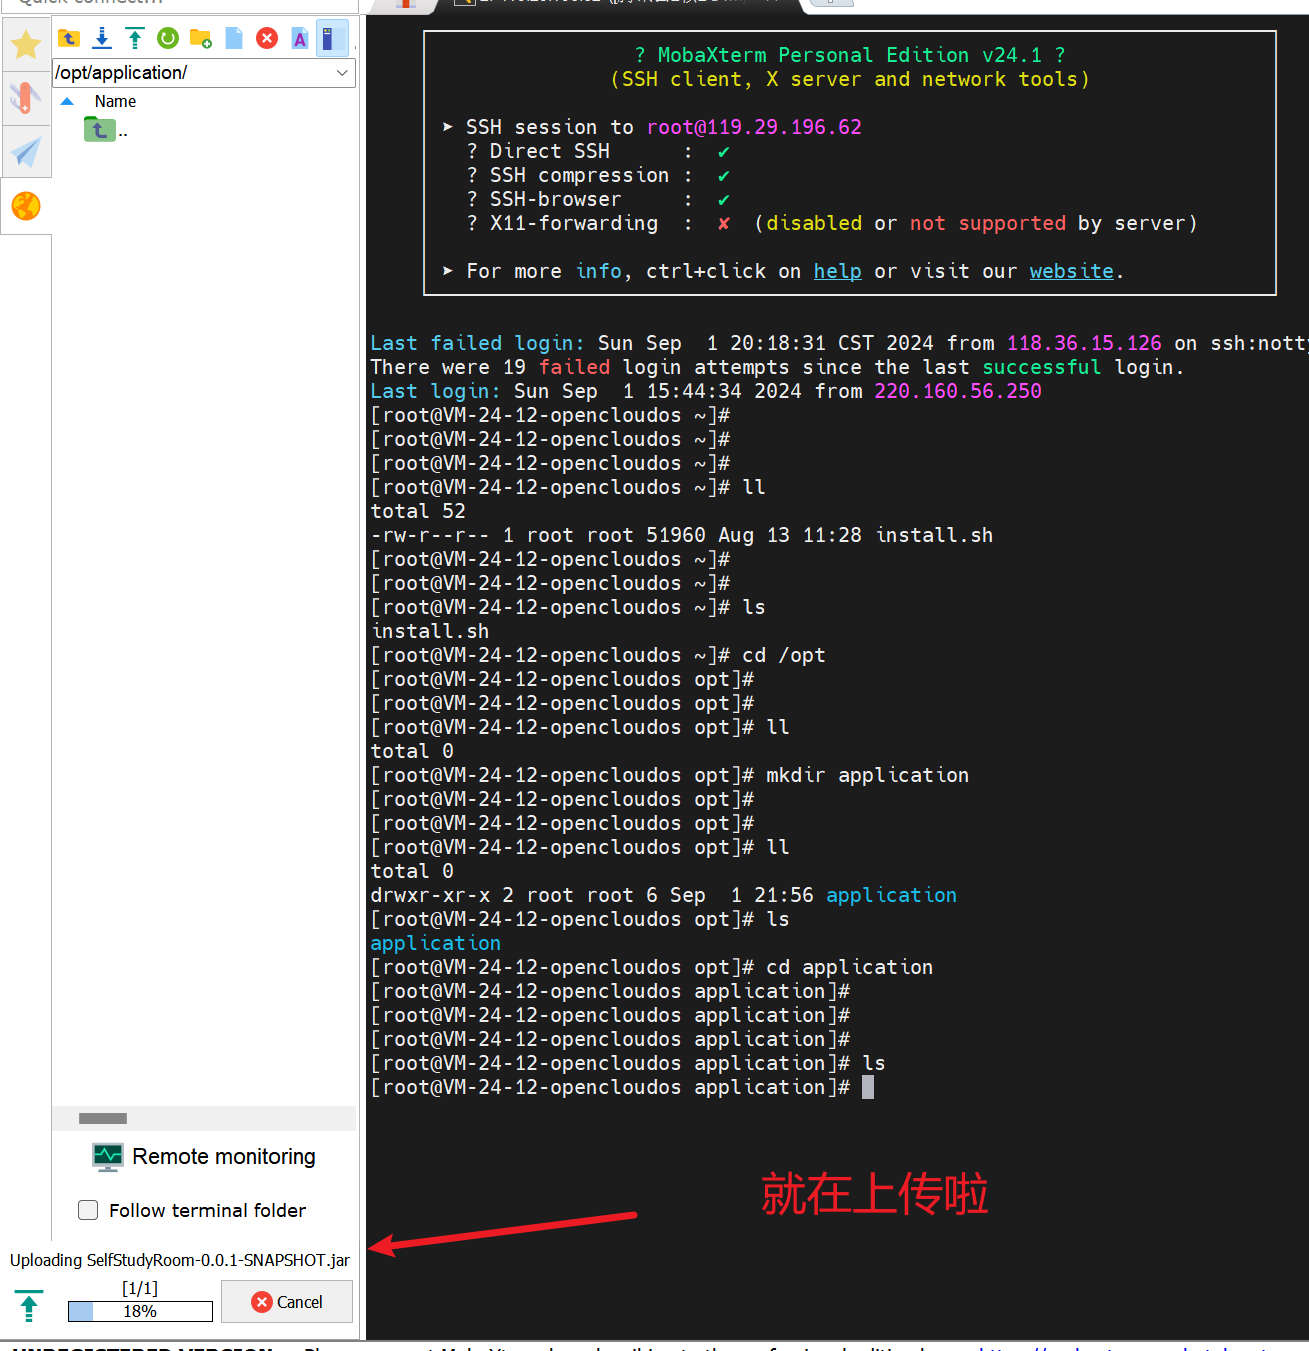 /opt/application/
Name
..
? MobaXterm Personal Edition v24.1 ?
(SSH client, X server and network tools)
➤ SSH session to root@119.29.196.62
? Direct SSH      :  ✔
? SSH compression :  ✔
? SSH-browser     :  ✔
? X11-forwarding  :  ✘  (disabled or not supported by server)
➤ For more info, ctrl+click on help or visit our website.
Last failed login: Sun Sep  1 20:18:31 CST 2024 from 118.36.15.126 on ssh:notty
There were 19 failed login attempts since the last successful login.
Last login: Sun Sep  1 15:44:34 2024 from 220.160.56.250
[root@VM-24-12-opencloudos ~]#
[root@VM-24-12-opencloudos ~]#
[root@VM-24-12-opencloudos ~]#
[root@VM-24-12-opencloudos ~]# ll
total 52
-rw-r--r-- 1 root root 51960 Aug 13 11:28 install.sh
[root@VM-24-12-opencloudos ~]#
[root@VM-24-12-opencloudos ~]#
[root@VM-24-12-opencloudos ~]# ls
install.sh
[root@VM-24-12-opencloudos ~]# cd /opt
[root@VM-24-12-opencloudos opt]#
[root@VM-24-12-opencloudos opt]#
[root@VM-24-12-opencloudos opt]# ll
total 0
[root@VM-24-12-opencloudos opt]# mkdir application
[root@VM-24-12-opencloudos opt]#
[root@VM-24-12-opencloudos opt]#
[root@VM-24-12-opencloudos opt]# ll
total 0
drwxr-xr-x 2 root root 6 Sep  1 21:56 application
[root@VM-24-12-opencloudos opt]# ls
application
[root@VM-24-12-opencloudos opt]# cd application
[root@VM-24-12-opencloudos application]#
[root@VM-24-12-opencloudos application]#
[root@VM-24-12-opencloudos application]#
[root@VM-24-12-opencloudos application]# ls
[root@VM-24-12-opencloudos application]#
Remote monitoring
Follow terminal folder
就在上传啦
Uploading SelfStudyRoom-0.0.1-SNAPSHOT.jar
[1/1]
18%
Cancel